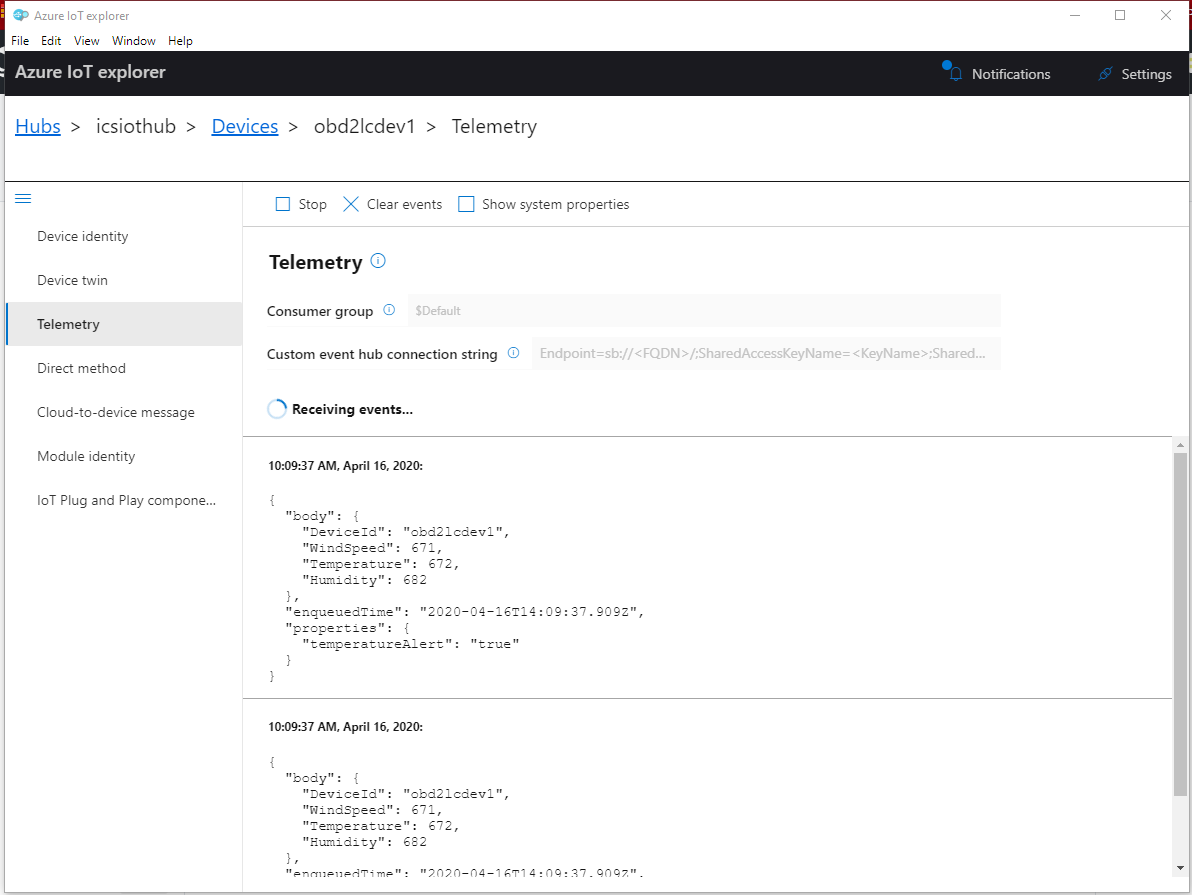 Azure IoT explorer
File Edit View Window Help
Azure IoT explorer
Notifications Settings
Hubs > icsiothub > Devices > obd2lcdev1 > Telemetry
Stop Clear events Show system properties
Device identity
Device twin
Telemetry
Direct method
Cloud-to-device message
Module identity
IoT Plug and Play compone...
Telemetry
Consumer group $Default
Custom event hub connection string Endpoint=sb://<FQDN>/;SharedAccessKeyName=<KeyName>;Shared...
Receiving events...
10:09:37 AM, April 16, 2020:
{
"body": {
"DeviceId": "obd2lcdev1",
"WindSpeed": 671,
"Temperature": 672,
"Humidity": 682
},
"enqueuedTime": "2020-04-16T14:09:37.909Z",
"properties": {
"temperatureAlert": "true"
}
}
10:09:37 AM, April 16, 2020:
{
"body": {
"DeviceId": "obd2lcdev1",
"WindSpeed": 671,
"Temperature": 672,
"Humidity": 682
},
"enqueuedTime": "2020-04-16T14:09:37.909Z",